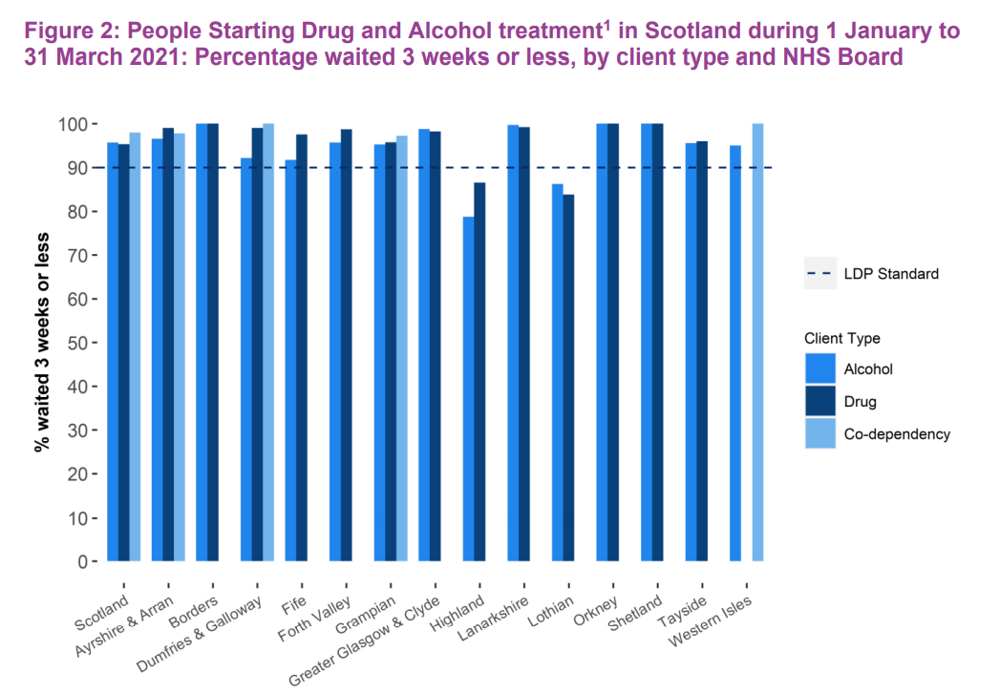 Figure 2: People Starting Drug and Alcohol treatment¹ in Scotland during 1 January to
31 March 2021: Percentage waited 3 weeks or less, by client type and NHS Board
% waited 3 weeks or less
100
90
80
70
60
50
40
30
20
10
0
Scotland
Ayrshire & Arran
Borders
Dumfries & Galloway
Fife
Forth Valley
Grampian
Greater Glasgow & Clyde
Highland
Lanarkshire
Lothian
Orkney
Shetland
Tayside
Western Isles
LDP Standard
Client Type
Alcohol
Drug
Co-dependency